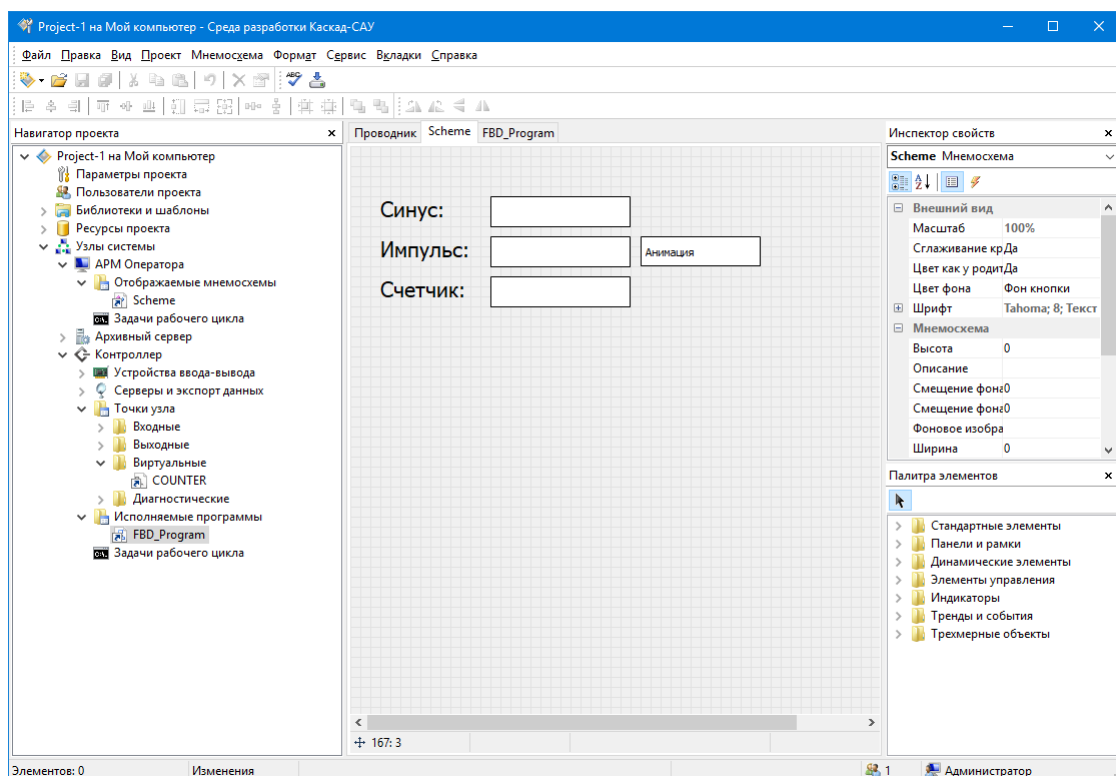 Project-1 на Мой компьютер - Среда разработки Каскад-САУ
Файл Правка Вид Проект Мнемосхема Формат Сервис Вкладки Справка
ABC
Навигатор проекта
Project-1 на Мой компьютер
Параметры проекта
Пользователи проекта
Библиотеки и шаблоны
Ресурсы проекта
Узлы системы
АРМ Оператора
Отображаемые мнемосхемы
Scheme
Задачи рабочего цикла
Архивный сервер
Контроллер
Устройства ввода-вывода
Серверы и экспорт данных
Точки узла
Входные
Выходные
Виртуальные
COUNTER
Диагностические
Исполняемые программы
FBD_Program
Задачи рабочего цикла
Проводник Scheme FBD_Program
Синус:
Импульс: Анимация
Счетчик:
167: 3
Инспектор свойств
Scheme Мнемосхема
Внешний вид
Масштаб 100%
Сглаживание кр Да
Цвет как у родит Да
Цвет фона Фон кнопки
Шрифт Tahoma; 8; Текст
Мнемосхема
Высота 0
Описание
Смещение фона 0
Смещение фона 0
Фоновое изобра
Ширина 0
Палитра элементов
Стандартные элементы
Панели и рамки
Динамические элементы
Элементы управления
Индикаторы
Тренды и события
Трехмерные объекты
Элементов: 0 Изменения 1 Администратор